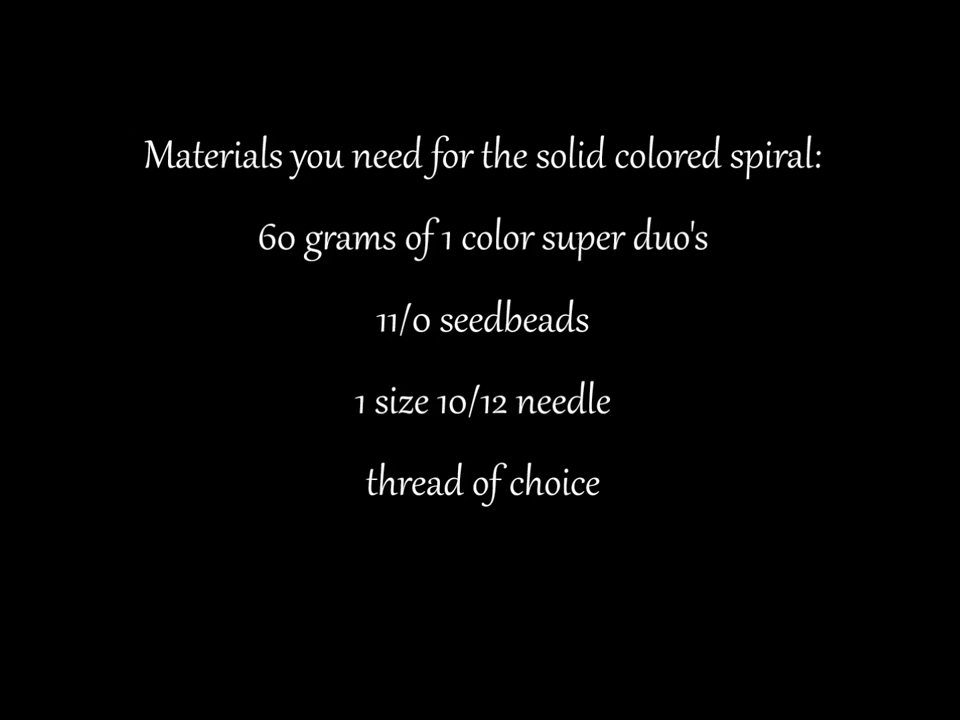 Materials you need for the solid colored spiral:
60 grams of 1 color super duo's
11/0 seedbeads
1 size 10/12 needle
thread of choice